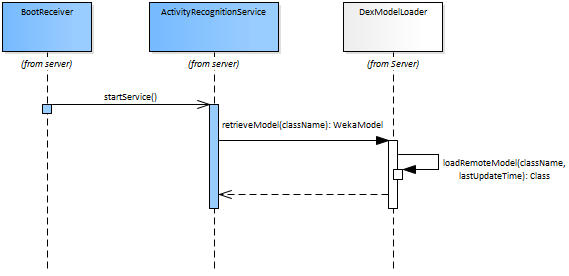 BootReceiver
ActivityRecognitionService
DexModelLoader
(from server)
(from Server)
(from Server)
startService()
retrieveModel(className): WekaModel
loadRemoteModel(className,
lastUpdateTime): Class